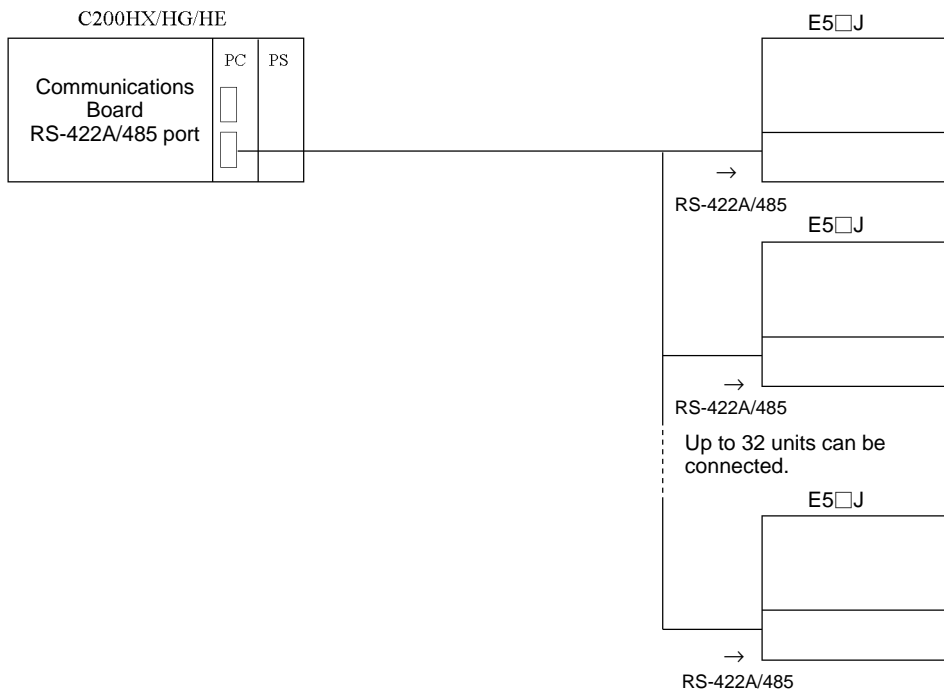 C200HX/HG/HE
Communications
Board
RS-422A/485 port
PC
PS
E5□J
→
RS-422A/485
E5□J
→
RS-422A/485
Up to 32 units can be
connected.
E5□J
→
RS-422A/485